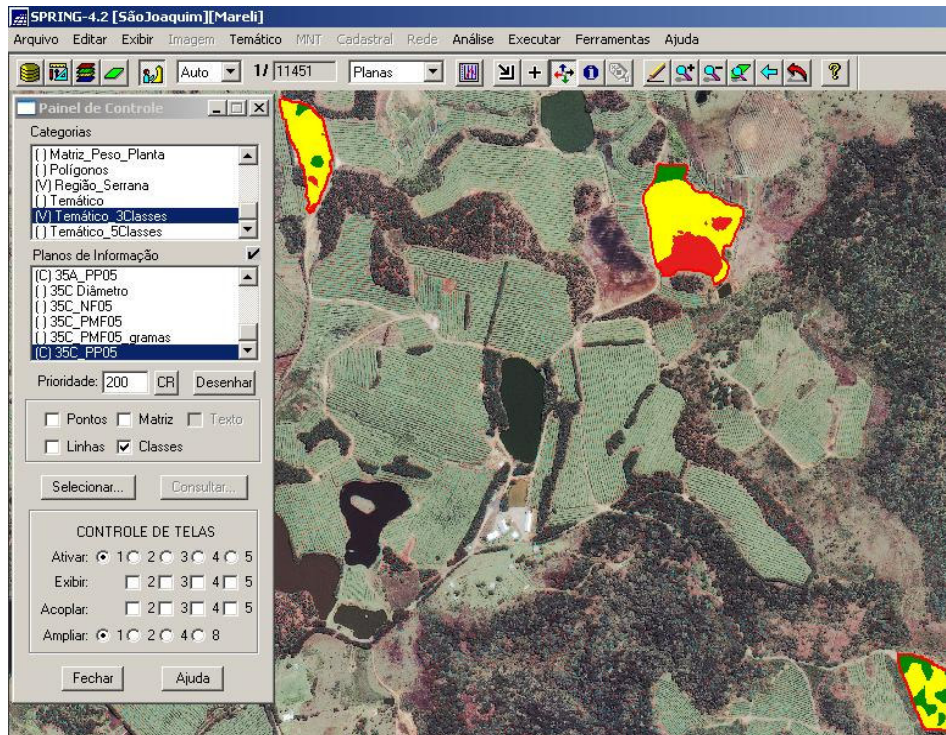 SPRING-4.2 [SãoJoaquim][Mareli]
Arquivo Editar Exibir Imagem Temático MNT Cadastral Rede Análise Executar Ferramentas Ajuda
Auto 1/ 11451 Planas
Painel de Controle
Categorias
( ) Matriz_Peso_Planta
( ) Polígonos
(V) Região_Serrana
( ) Temático
(V) Temático_3Classes
( ) Temático_5Classes
Planos de Informação
(C) 35A_PP05
( ) 35C Diâmetro
( ) 35C_NF05
( ) 35C_PMF05
( ) 35C_PMF05_gramas
(C) 35C_PP05
Prioridade: 200 CR Desenhar
Pontos Matriz Texto
Linhas Classes
Selecionar... Consultar...
CONTROLE DE TELAS
Ativar: 1 2 3 4 5
Exibir: 2 3 4 5
Acoplar: 2 3 4 5
Ampliar: 1 2 4 8
Fechar Ajuda